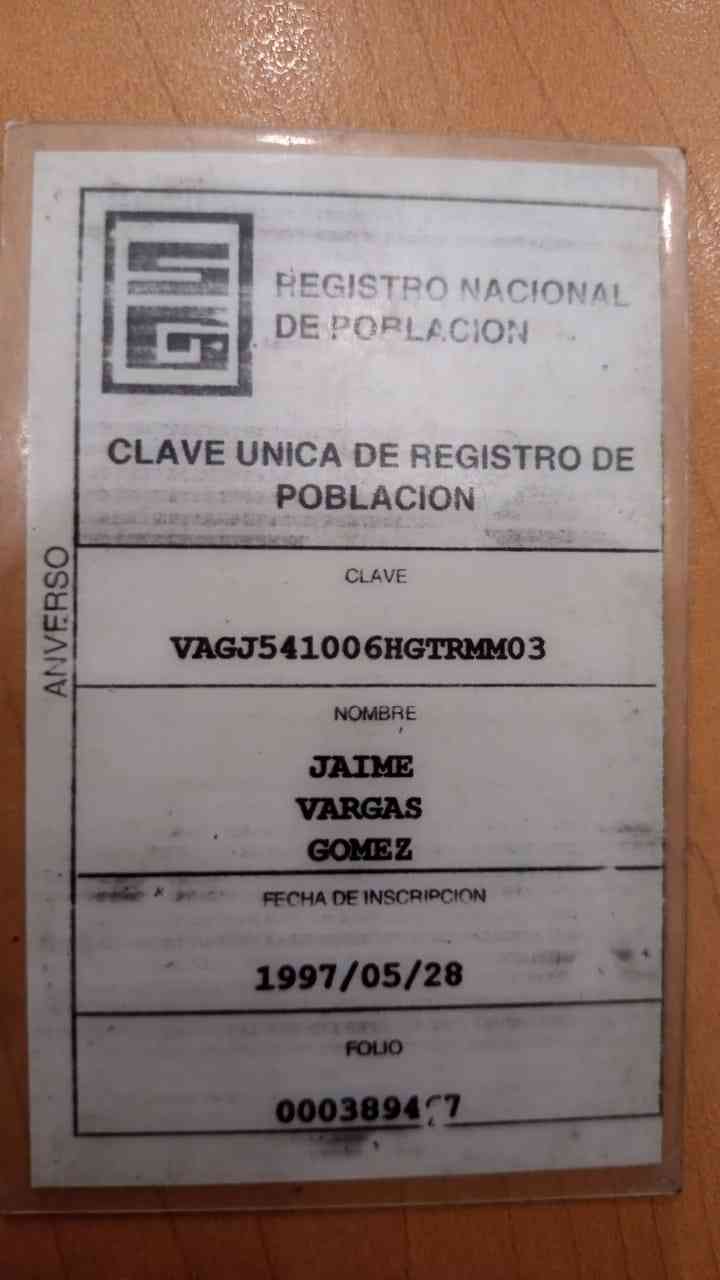 REGISTRO NACIONAL
DE POBLACION
CLAVE UNICA DE REGISTRO DE
POBLACION
ANVERSO
CLAVE
VAGJ541006HGTRMM03
NOMBRE
JAIME
VARGAS
GOMEZ
FECHA DE INSCRIPCION
1997/05/28
FOLIO